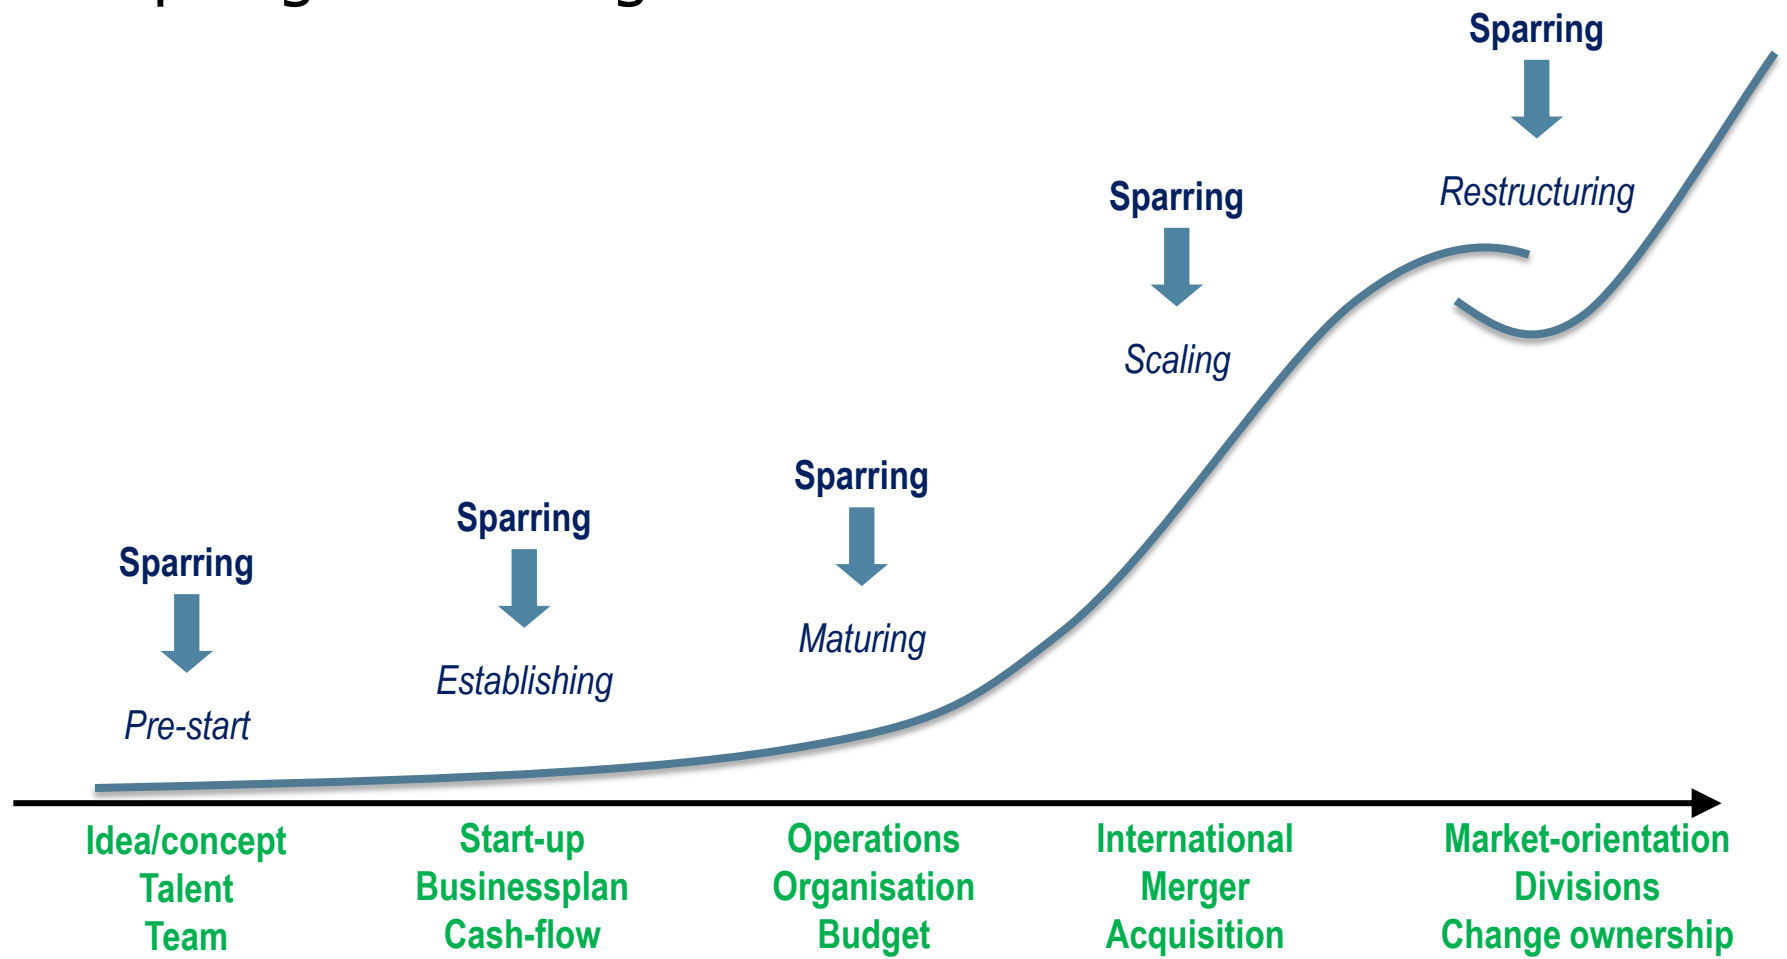 Sparring
Sparring
Restructuring
Scaling
Sparring
Sparring
Maturing
Sparring
Establishing
Pre-start
Idea/concept
Talent
Team
Start-up
Businessplan
Cash-flow
Operations
Organisation
Budget
International
Merger
Acquisition
Market-orientation
Divisions
Change ownership